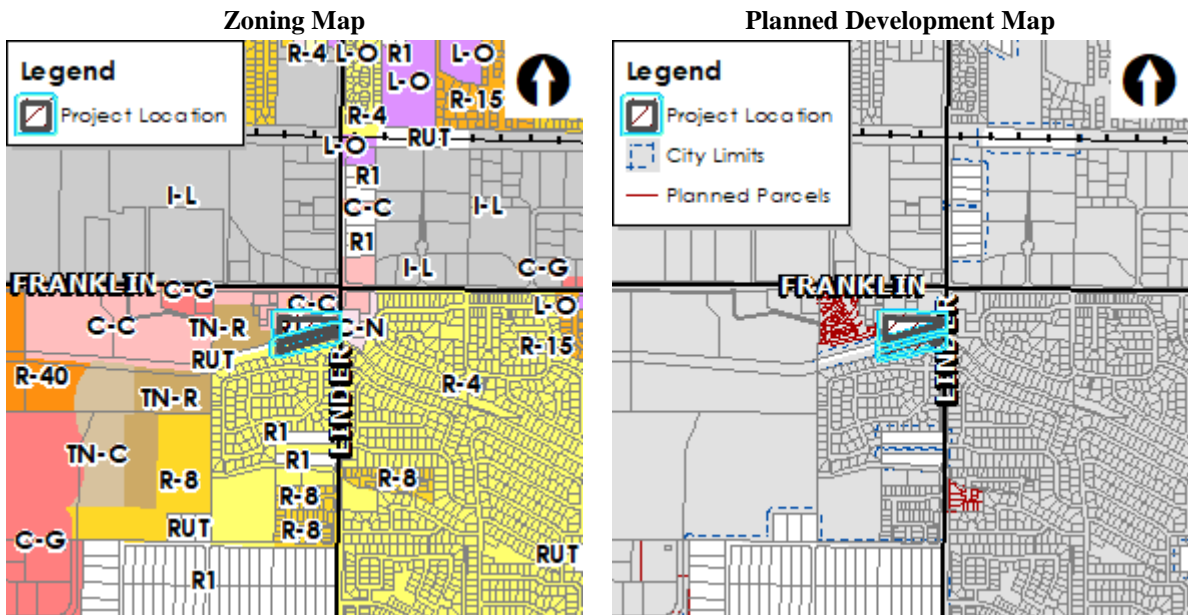 Zoning Map
Legend
Project Location
R-4
L-O
R1
L-O
L-O
R-15
R-4
RUT
L-O
R1
I-L
C-C
I-L
R1
I-L
C-G
FRANKLIN
C-G
C-C
L-O
C-C
TN-R
R1
C-N
R-15
RUT
R-40
R-4
TN-R
LINDER
R1
TN-C
R1
R-8
R-8
R-8
RUT
R-8
C-G
RUT
R1
Planned Development Map
Legend
Project Location
City Limits
Planned Parcels
FRANKLIN
LINDER